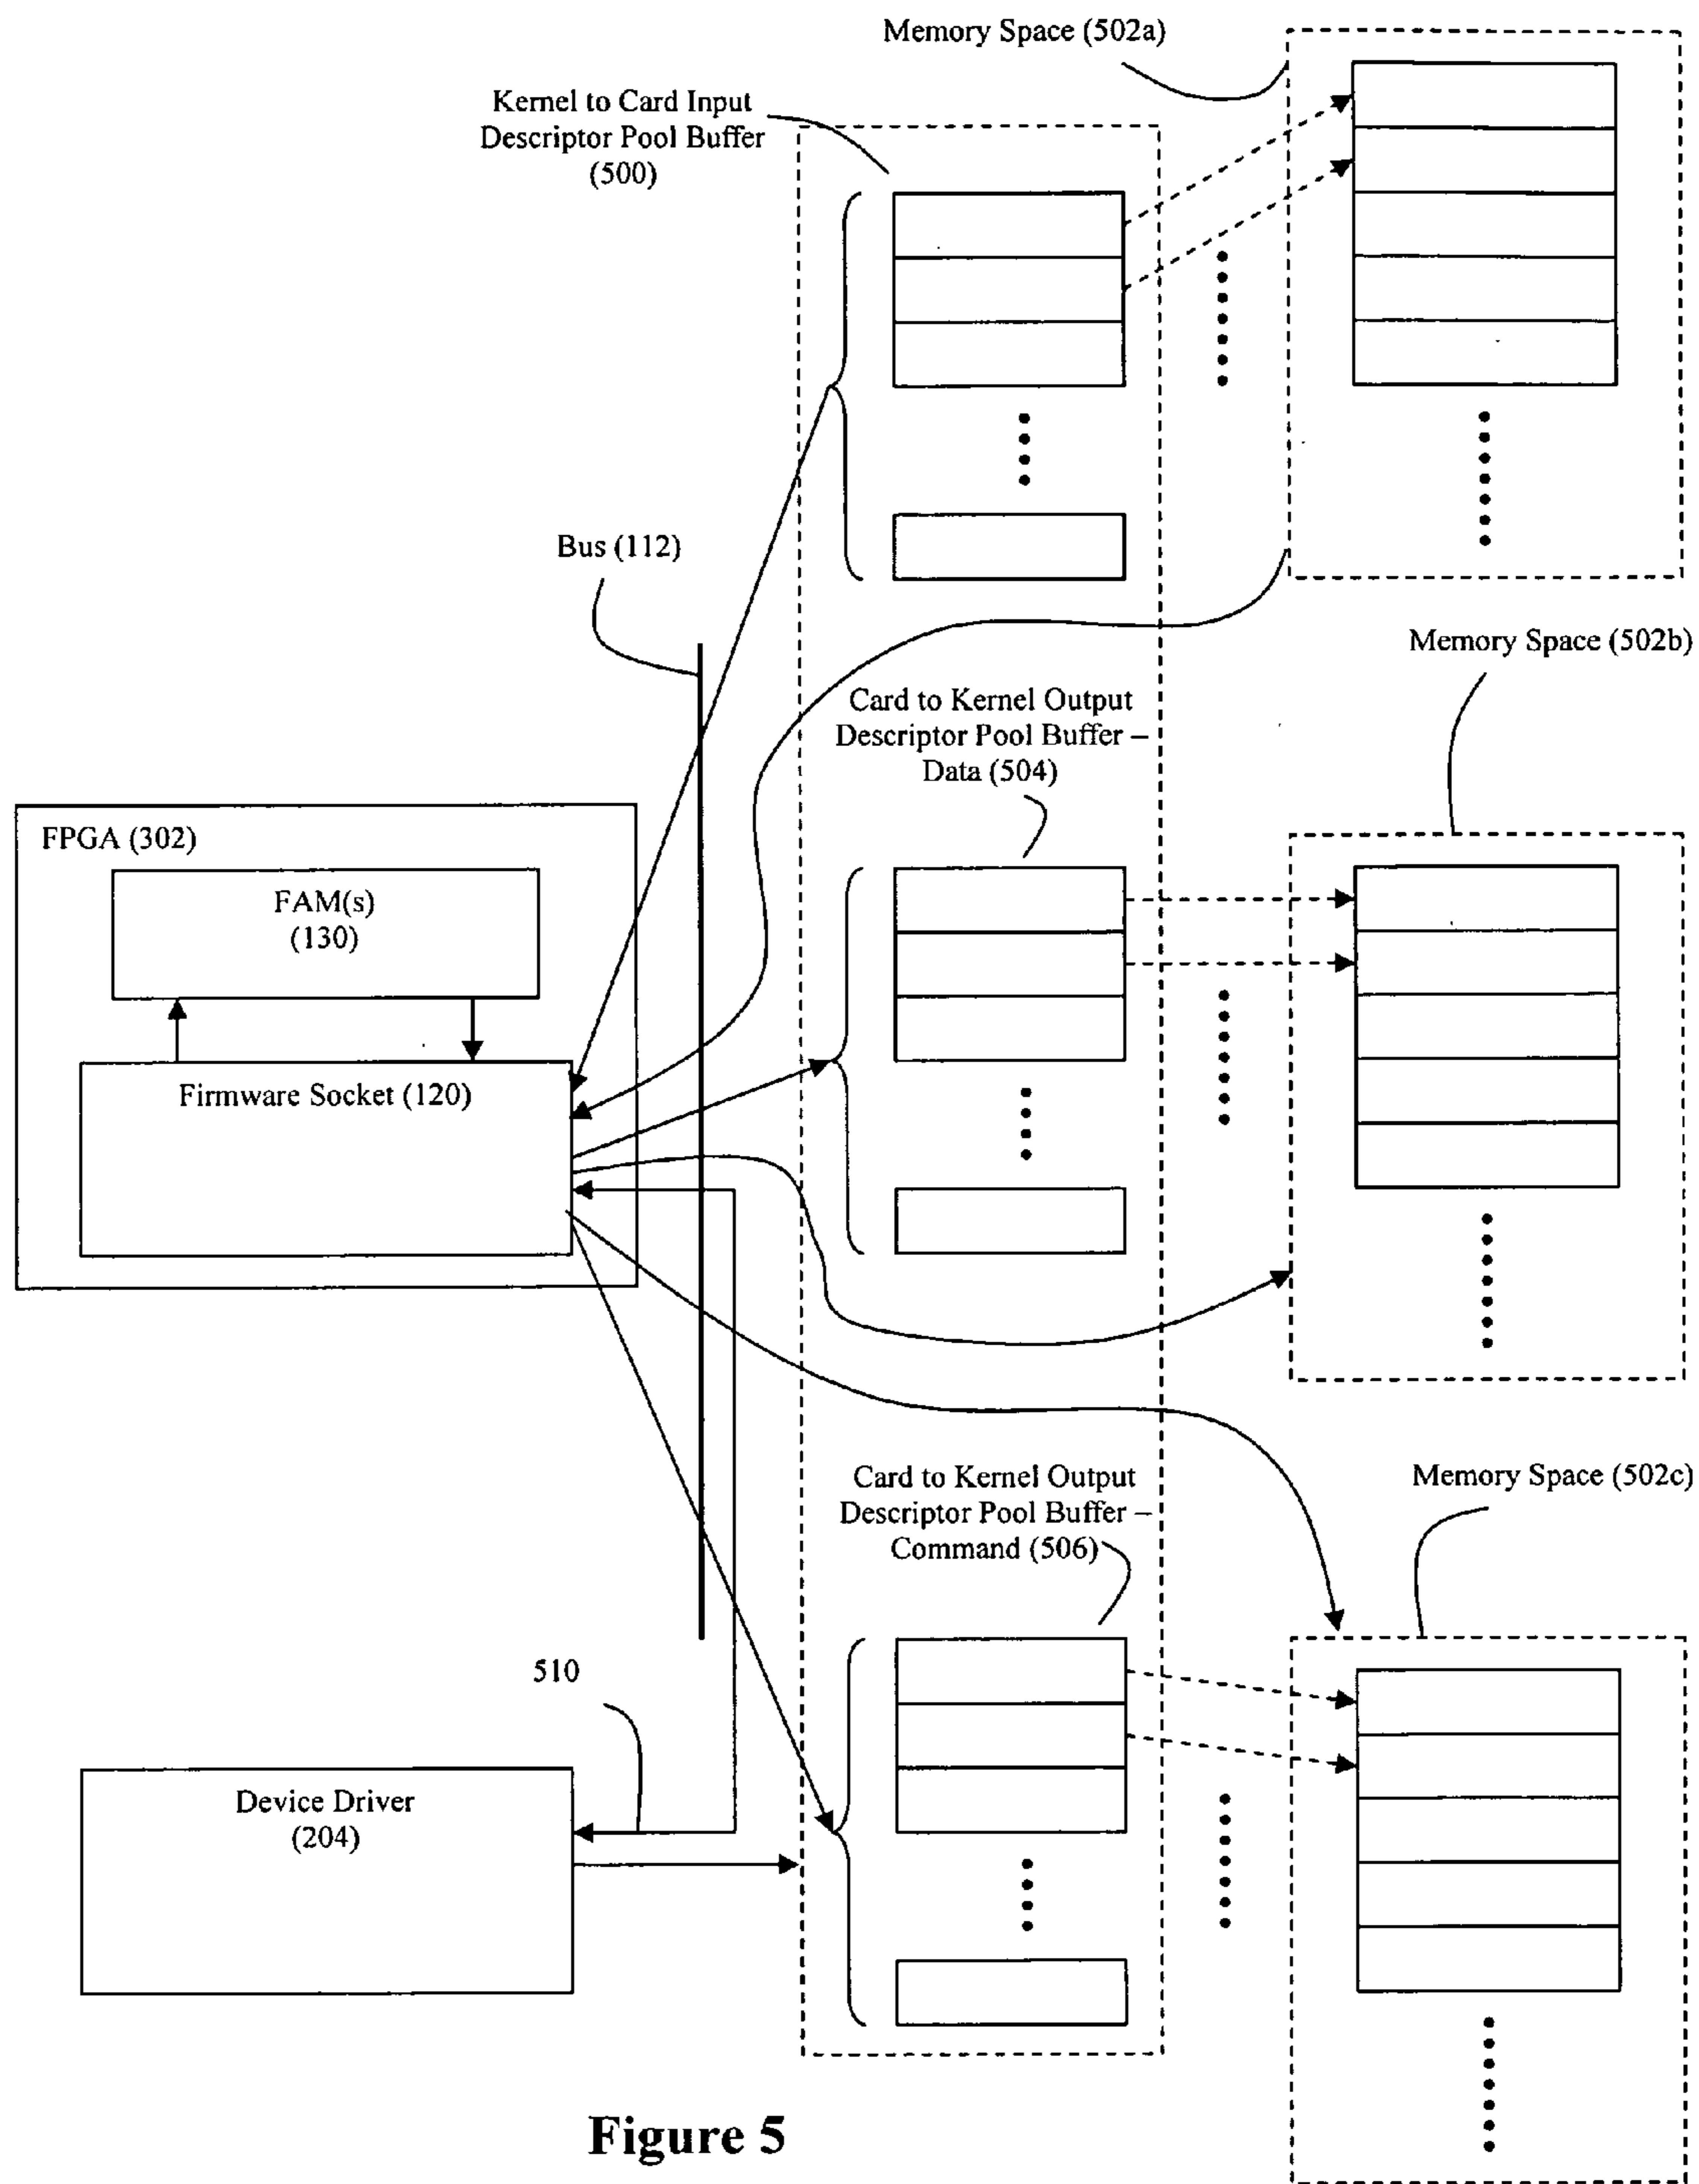 Memory Space (502a)
Kernel to Card Input
Descriptor Pool Buffer
(500)
Bus (112)
Memory Space (502b)
Card to Kernel Output
Descriptor Pool Buffer –
Data (504)
FPGA (302)
FAM(s)
(130)
Firmware Socket (120)
Card to Kernel Output
Descriptor Pool Buffer –
Command (506)
Memory Space (502c)
510
Device Driver
(204)
Figure 5